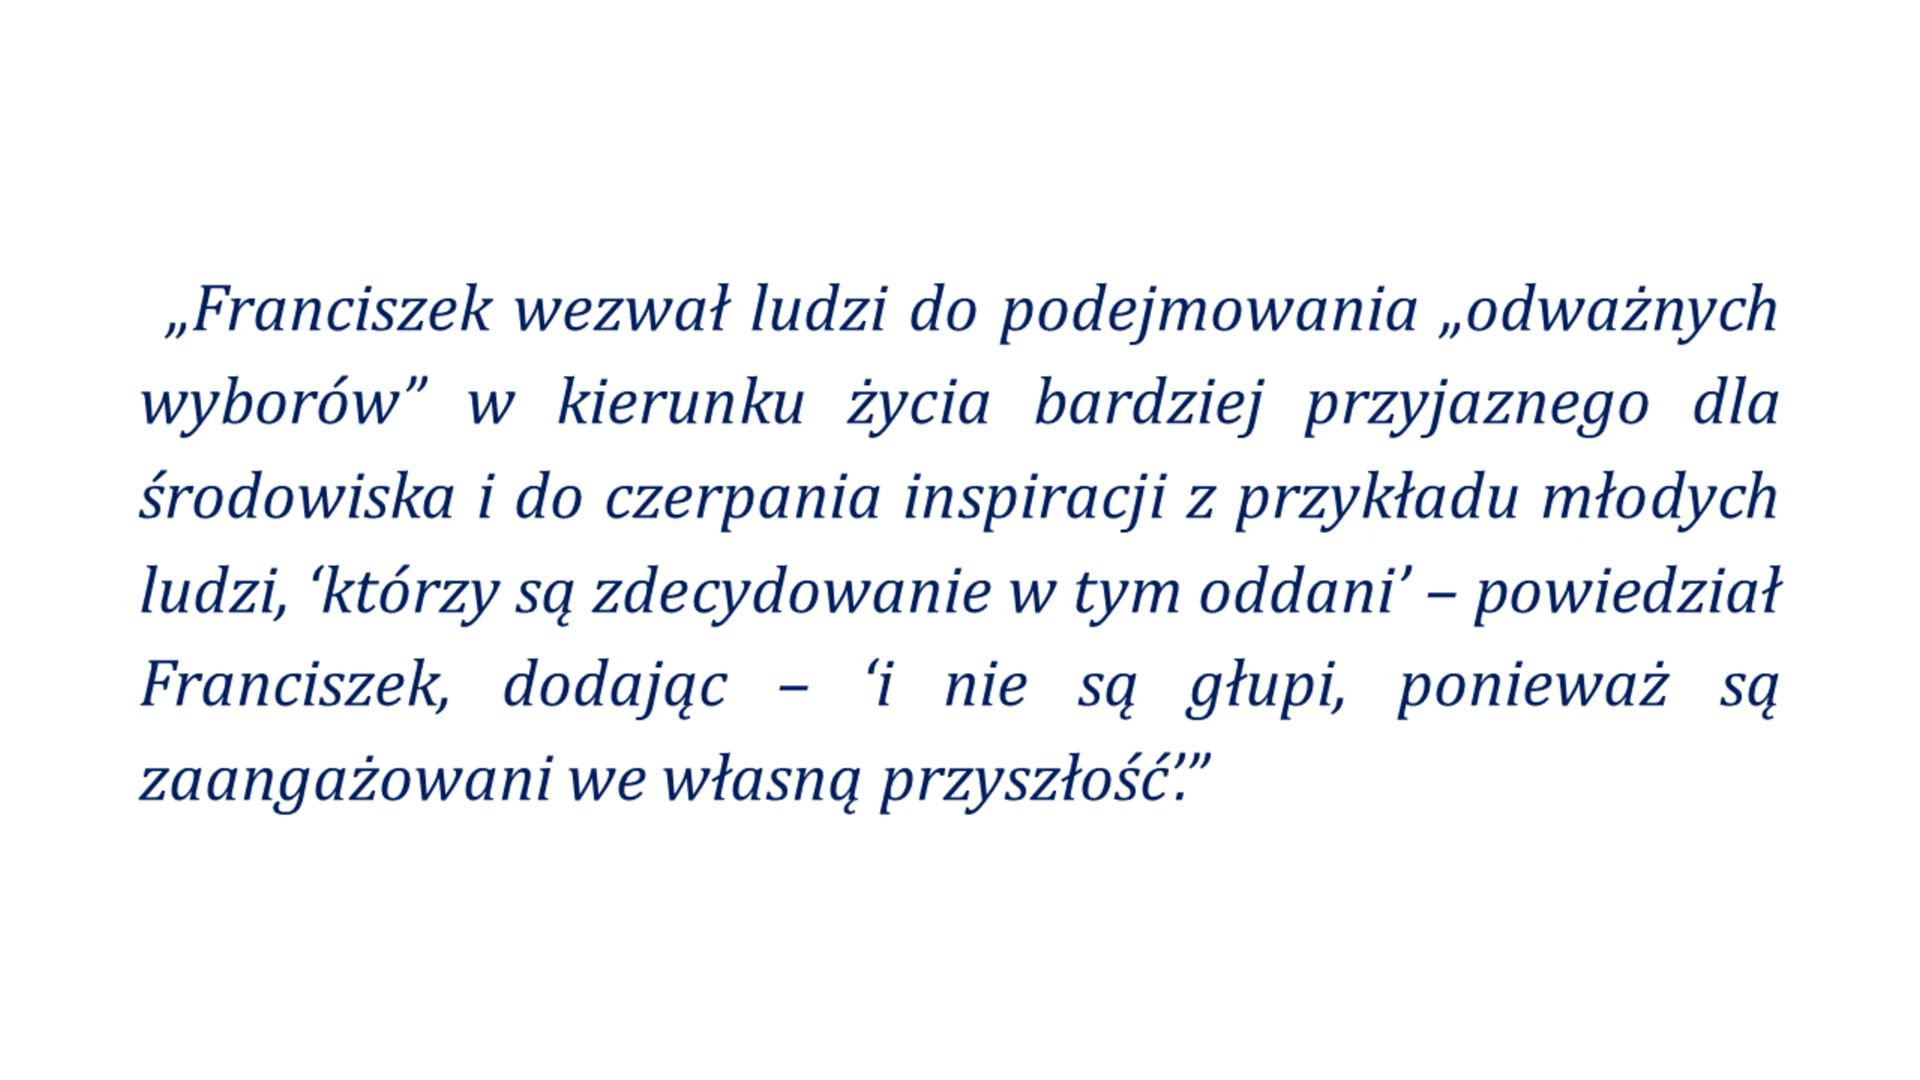 „Franciszek wezwał ludzi do podejmowania „odważnych
wyborów” w kierunku życia bardziej przyjaznego dla
środowiska i do czerpania inspiracji z przykładu młodych
ludzi, ‘którzy są zdecydowanie w tym oddani’ – powiedział
Franciszek, dodając – ‘i nie są głupi, ponieważ są
zaangażowani we własną przyszłość’.”